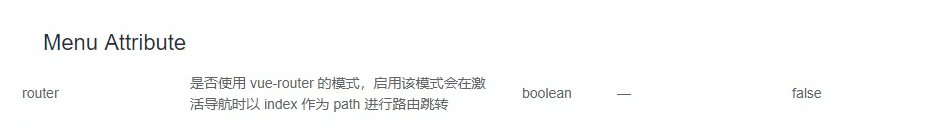 Menu Attribute
router 是否使用 vue-router 的模式，启用该模式会在激 boolean — false
活导航时以 index 作为 path 进行路由跳转